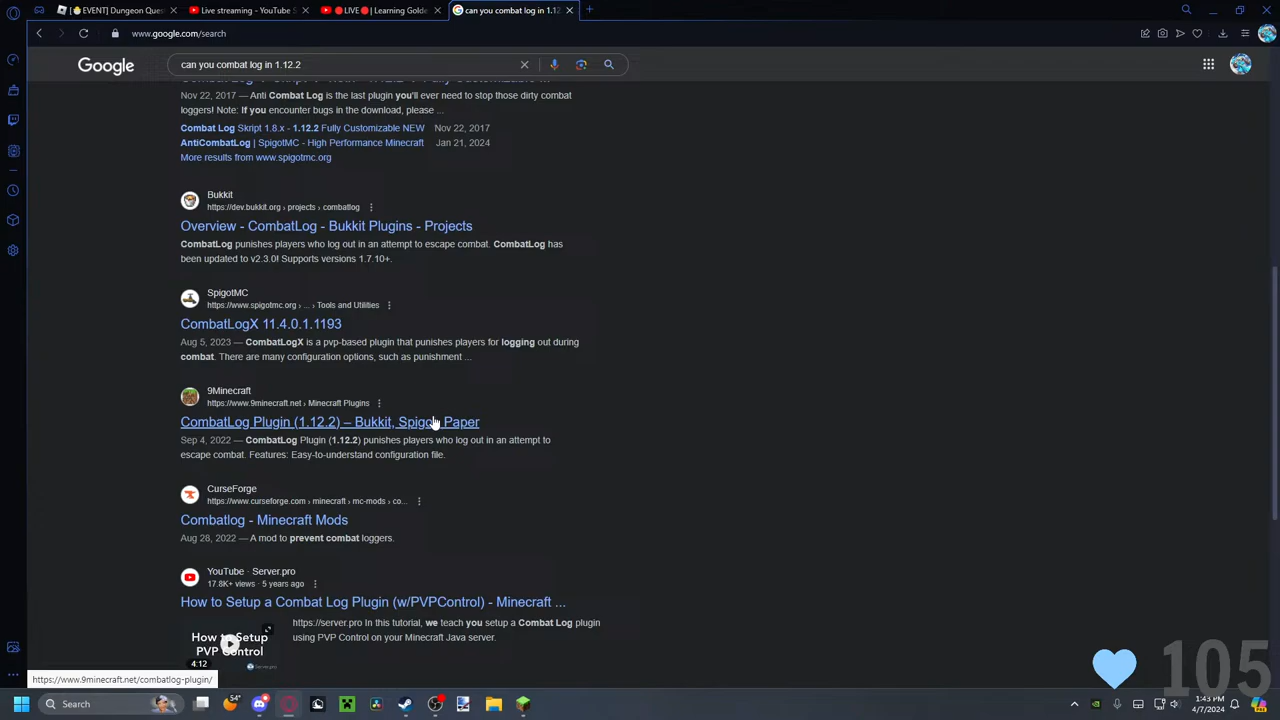 [🐣EVENT] Dungeon Ques
Live streaming - YouTube S
🔴LIVE🔴| Learning Golde
can you combat log in 1.12
www.google.com/search
Google
can you combat log in 1.12.2
Nov 22, 2017 — Anti Combat Log is the last plugin you'll ever need to stop those dirty combat
loggers! Note: If you encounter bugs in the download, please ...
Combat Log Skript 1.8.x - 1.12.2 Fully Customizable NEW Nov 22, 2017
AntiCombatLog | SpigotMC - High Performance Minecraft Jan 21, 2024
More results from www.spigotmc.org
Bukkit
https://dev.bukkit.org › projects › combatlog
Overview - CombatLog - Bukkit Plugins - Projects
CombatLog punishes players who log out in an attempt to escape combat. CombatLog has
been updated to v2.3.0! Supports versions 1.7.10+.
SpigotMC
https://www.spigotmc.org › ... › Tools and Utilities
CombatLogX 11.4.0.1.1193
Aug 5, 2023 — CombatLogX is a pvp-based plugin that punishes players for logging out during
combat. There are many configuration options, such as punishment ...
9Minecraft
https://www.9minecraft.net › Minecraft Plugins
CombatLog Plugin (1.12.2) – Bukkit, Spigot, Paper
Sep 4, 2022 — CombatLog Plugin (1.12.2) punishes players who log out in an attempt to
escape combat. Features: Easy-to-understand configuration file.
CurseForge
https://www.curseforge.com › minecraft › mc-mods › co...
Combatlog - Minecraft Mods
Aug 28, 2022 — A mod to prevent combat loggers.
YouTube · Server.pro
17.8K+ views · 5 years ago
How to Setup a Combat Log Plugin (w/PVPControl) - Minecraft ...
https://server.pro In this tutorial, we teach you setup a Combat Log plugin
using PVP Control on your Minecraft Java server.
How to Setup
PVP Control
4:12
Server.pro
https://www.9minecraft.net/combatlog-plugin/
105
Search
54°
1:43 PM
4/7/2024